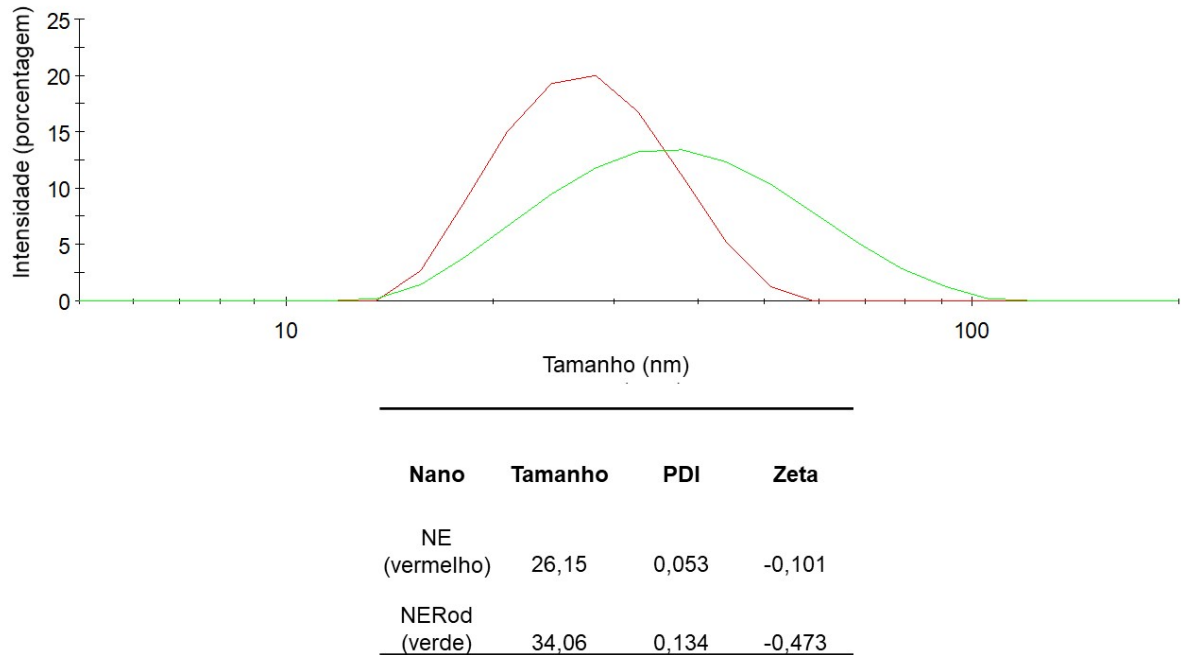 Intensidade (porcentagem)
25
20
15
10
5
0
10
100
Tamanho (nm)
Nano Tamanho PDI Zeta
NE
(vermelho) 26,15 0,053 -0,101
NERod
(verde) 34,06 0,134 -0,473